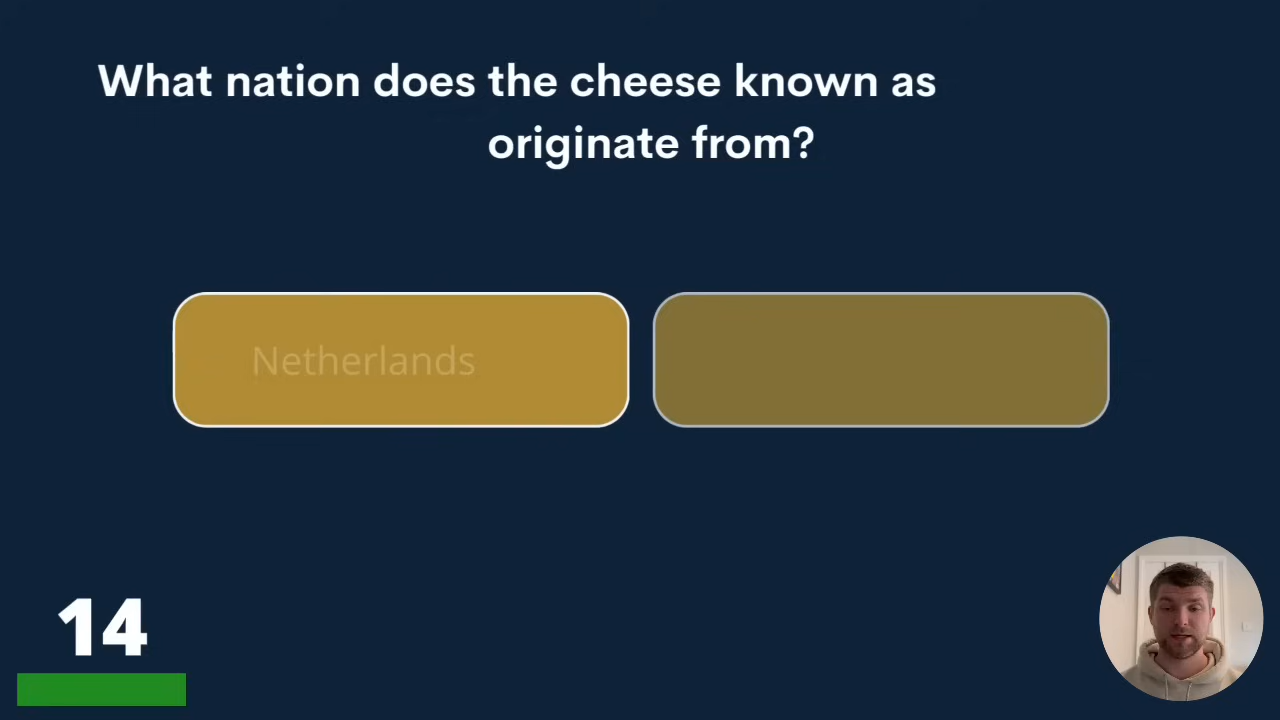 What nation does the cheese known as
originate from?
Netherlands
14